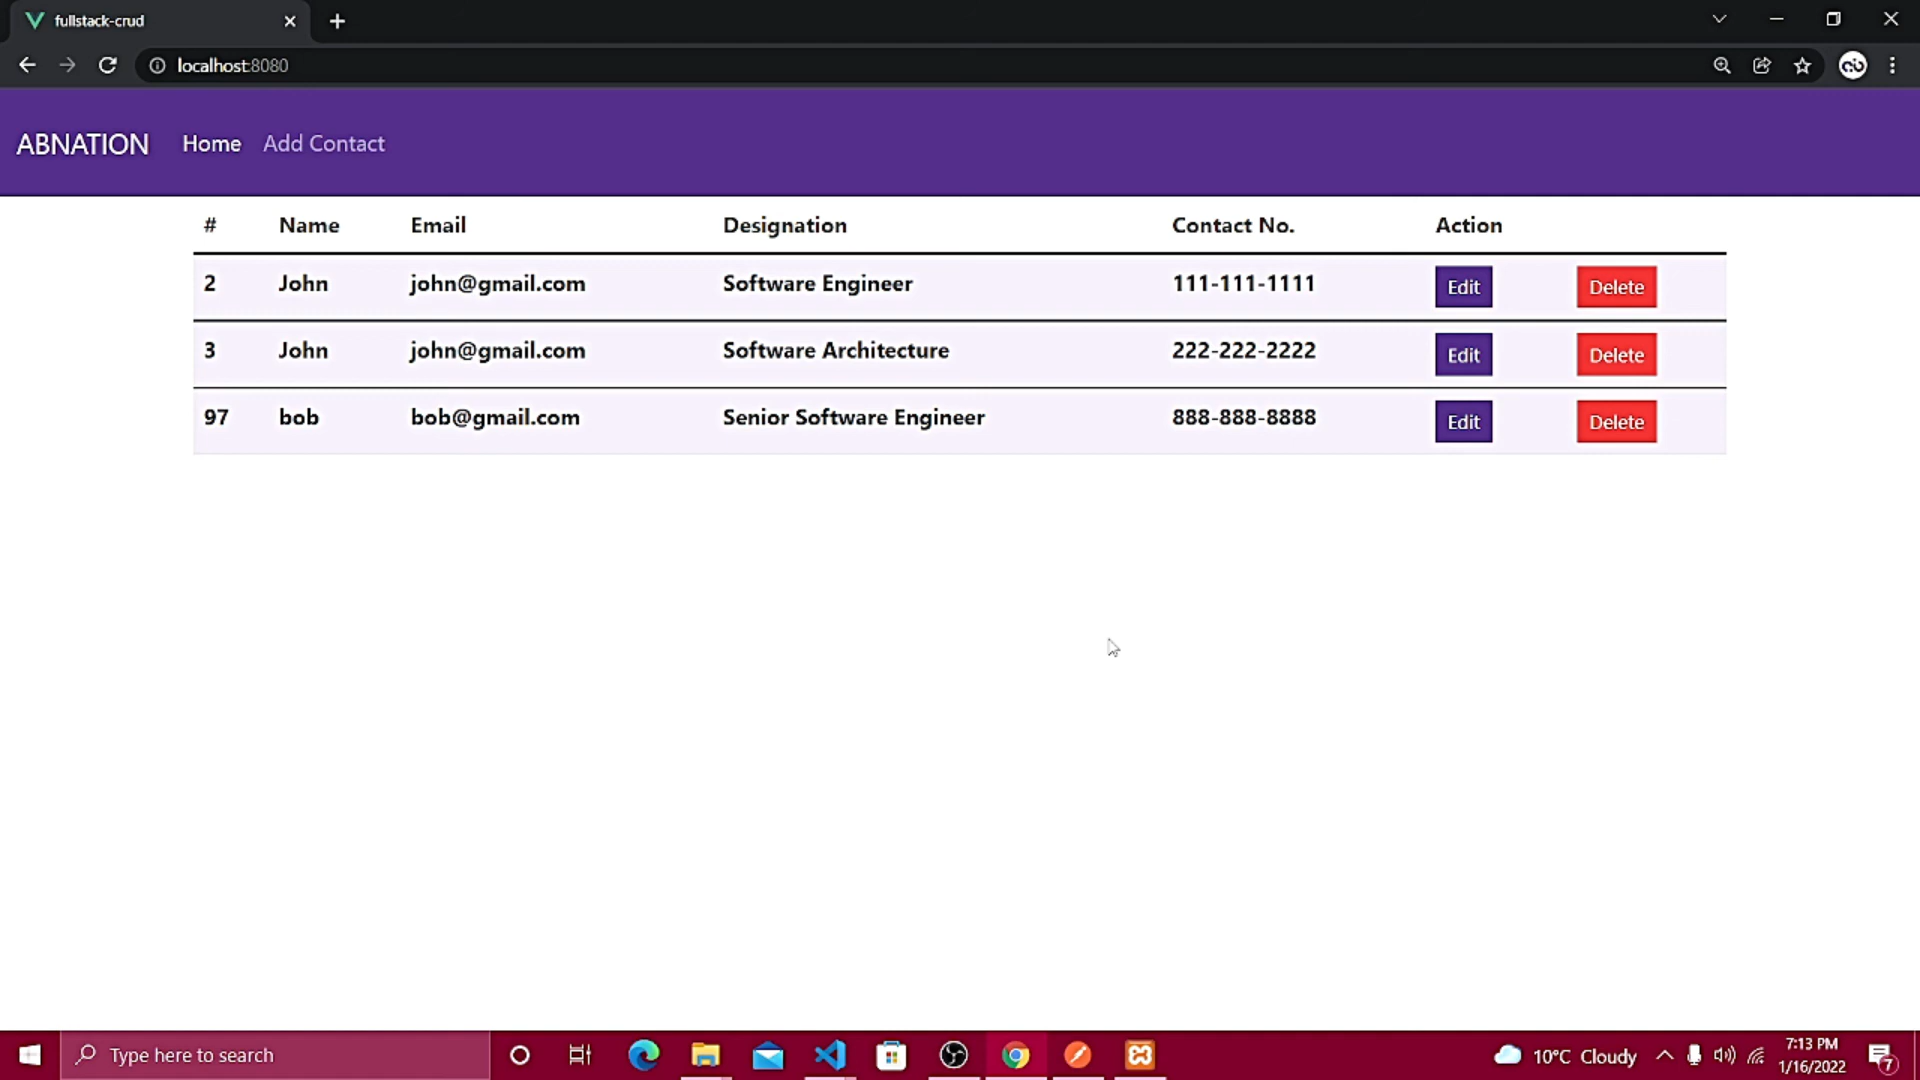 fullstack-crud
localhost:8080
ABNATION Home Add Contact
# Name Email Designation Contact No. Action
2 John john@gmail.com Software Engineer 111-111-1111 Edit Delete
3 John john@gmail.com Software Architecture 222-222-2222 Edit Delete
97 bob bob@gmail.com Senior Software Engineer 888-888-8888 Edit Delete
Type here to search
10°C Cloudy
7:13 PM
1/16/2022
7